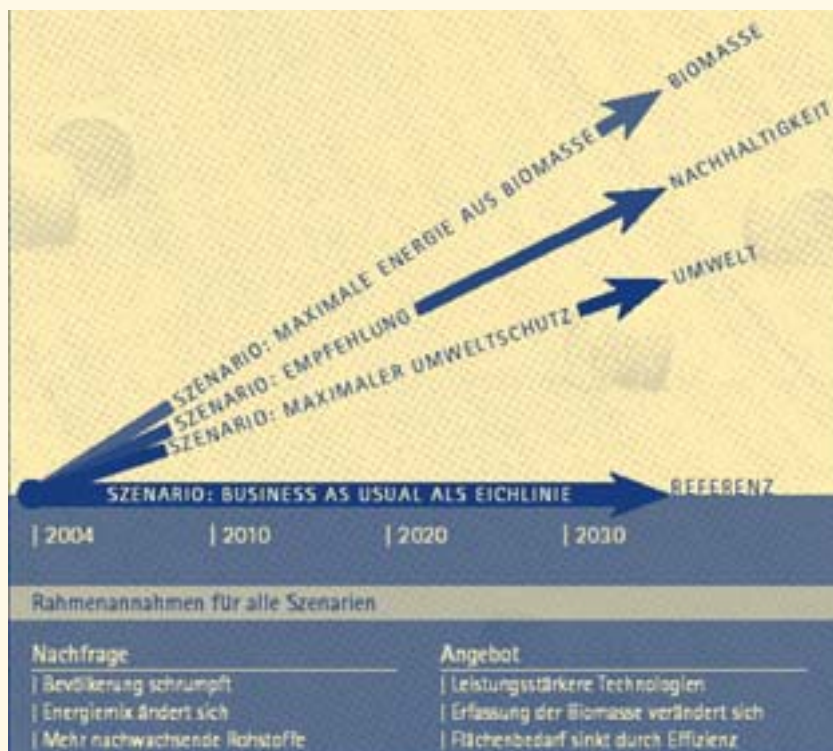 SZENARIO: MAXIMALE ENERGIE AUS BIOMASSE
BIOMASSE
SZENARIO: EMPFEHLUNG
NACHHALTIGKEIT
SZENARIO: MAXIMALER UMWELTSCHUTZ
UMWELT
SZENARIO: BUSINESS AS USUAL ALS EICHLINIE
REFERENZ
| 2004 | 2010 | 2020 | 2030
Rahmenannahmen für alle Szenarien
Nachfrage
| Bevölkerung schrumpft
| Energiemix ändert sich
| Mehr nachwachsende Rohstoffe
Angebot
| Leistungsstärkere Technologien
| Erfassung der Biomasse verändert sich
| Flächenbedarf sinkt durch Effizienz